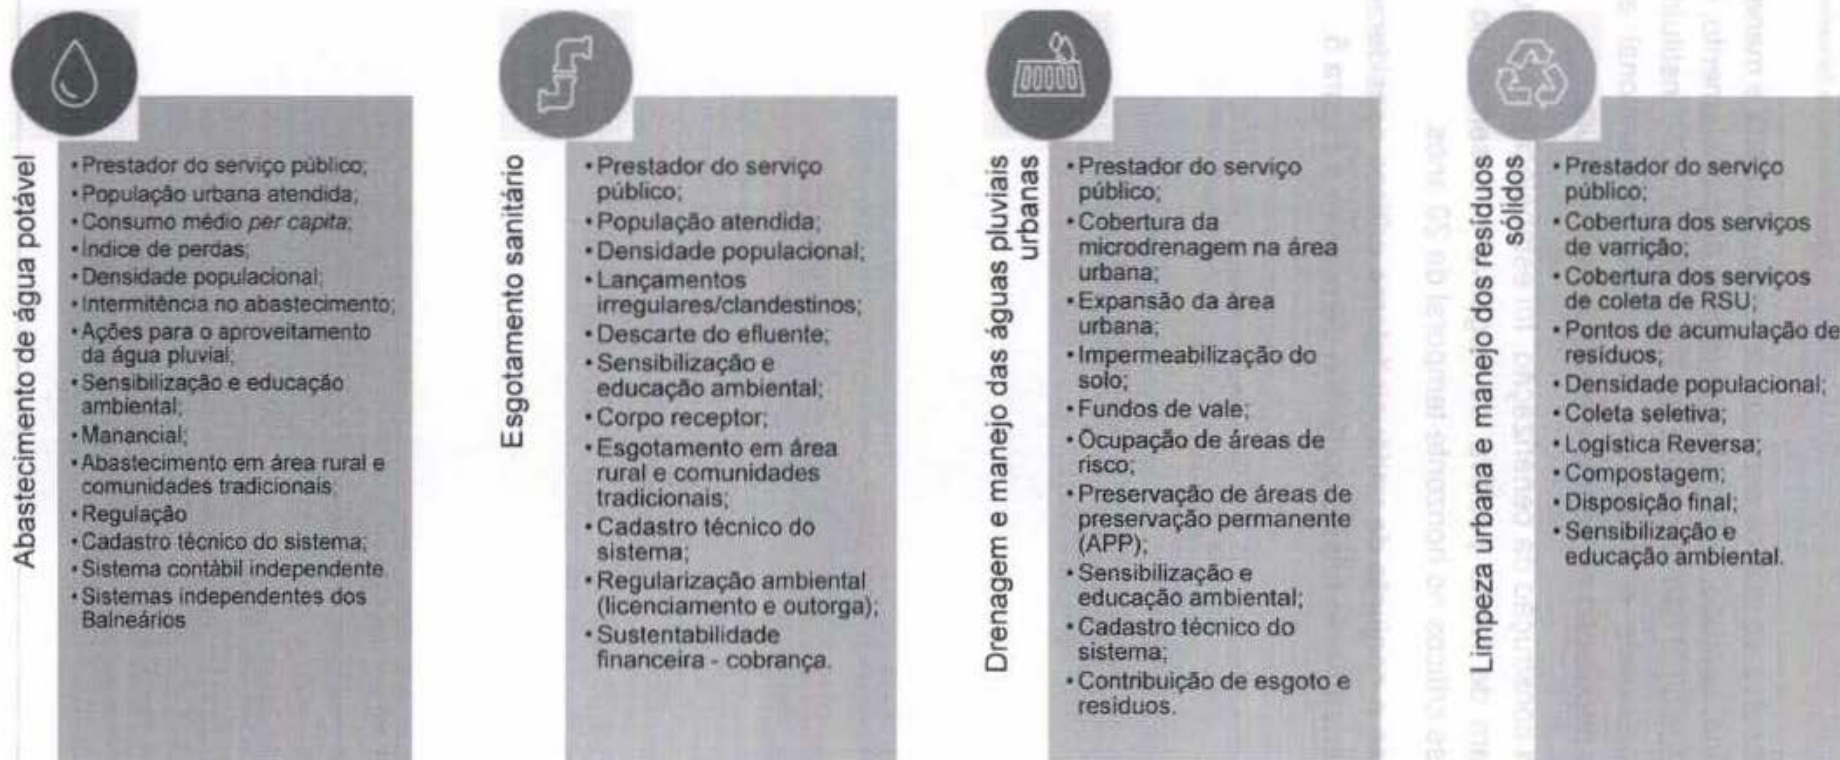 Abastecimento de água potável
• Prestador do serviço público;
• População urbana atendida;
• Consumo médio per capita;
• Índice de perdas;
• Densidade populacional;
• Intermitência no abastecimento;
• Ações para o aproveitamento
da água pluvial;
• Sensibilização e educação
ambiental;
• Manancial;
• Abastecimento em área rural e
comunidades tradicionais;
• Regulação
• Cadastro técnico do sistema;
• Sistema contábil independente.
• Sistemas independentes dos
Balneários
Esgotamento sanitário
• Prestador do serviço
público;
• População atendida;
• Densidade populacional;
• Lançamentos
irregulares/clandestinos;
• Descarte do efluente;
• Sensibilização e
educação ambiental;
• Corpo receptor;
• Esgotamento em área
rural e comunidades
tradicionais;
• Cadastro técnico do
sistema;
• Regularização ambiental
(licenciamento e outorga);
• Sustentabilidade
financeira - cobrança.
Drenagem e manejo das águas pluviais
urbanas
• Prestador do serviço
público;
• Cobertura da
microdrenagem na área
urbana;
• Expansão da área
urbana;
• Impermeabilização do
solo;
• Fundos de vale;
• Ocupação de áreas de
risco;
• Preservação de áreas de
preservação permanente
(APP);
• Sensibilização e
educação ambiental;
• Cadastro técnico do
sistema;
• Contribuição de esgoto e
resíduos.
Limpeza urbana e manejo dos resíduos
sólidos
• Prestador do serviço
público;
• Cobertura dos serviços
de varrição;
• Cobertura dos serviços
de coleta de RSU;
• Pontos de acumulação de
resíduos;
• Densidade populacional;
• Coleta seletiva;
• Logística Reversa;
• Compostagem;
• Disposição final;
• Sensibilização e
educação ambiental.